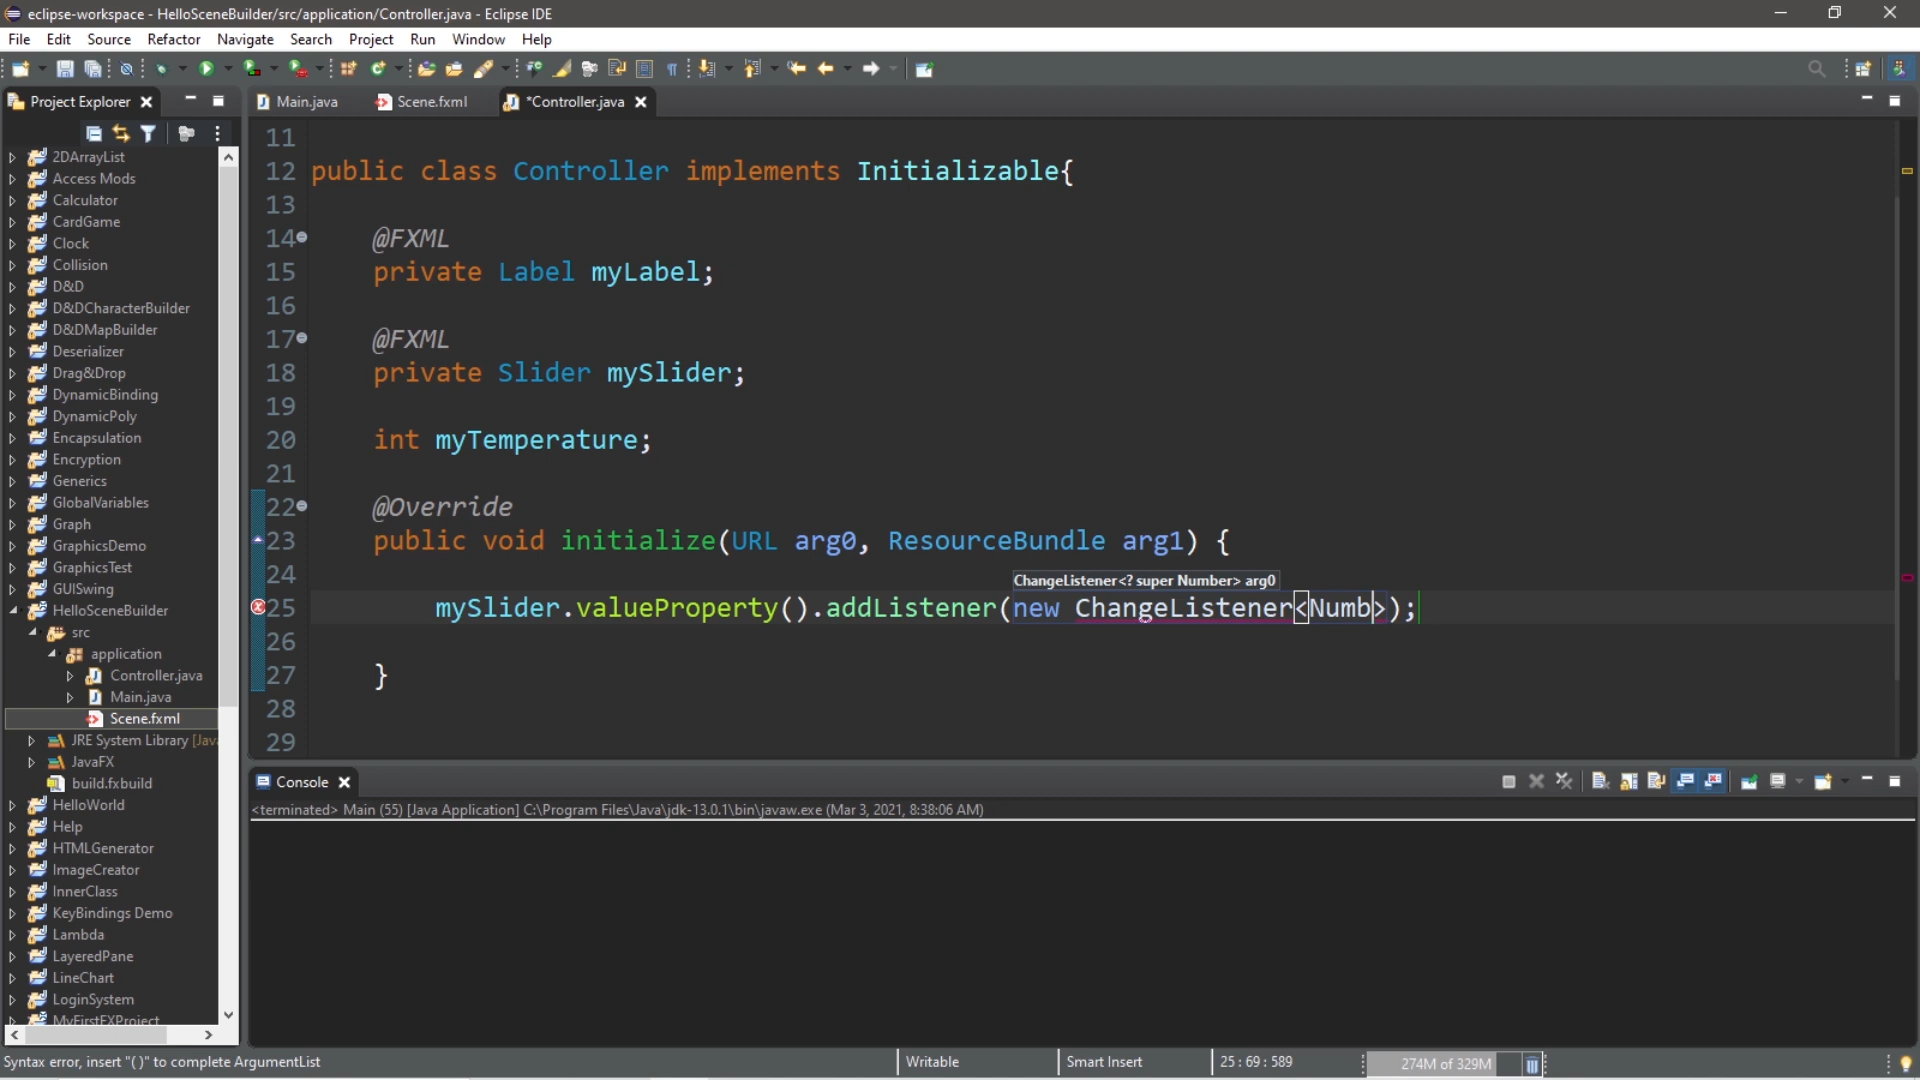 eclipse-workspace - HelloSceneBuilder/src/application/Controller.java - Eclipse IDE
File Edit Source Refactor Navigate Search Project Run Window Help
Project Explorer
Main.java Scene.fxml *Controller.java
2DArrayList
Access Mods
Calculator
CardGame
Clock
Collision
D&D
D&DCharacterBuilder
D&DMapBuilder
Deserializer
Drag&Drop
DynamicBinding
DynamicPoly
Encapsulation
Encryption
Generics
GlobalVariables
Graph
GraphicsDemo
GraphicsTest
GUISwing
HelloSceneBuilder
src
application
Controller.java
Main.java
Scene.fxml
JRE System Library [Jav
JavaFX
build.fxbuild
HelloWorld
Help
HTMLGenerator
ImageCreator
InnerClass
KeyBindings Demo
Lambda
LayeredPane
LineChart
LoginSystem
MyFirstFXProject
11
12 public class Controller implements Initializable{
13
14 @FXML
15 private Label myLabel;
16
17 @FXML
18 private Slider mySlider;
19
20 int myTemperature;
21
22 @Override
23 public void initialize(URL arg0, ResourceBundle arg1) {
24
ChangeListener<? super Number> arg0
25 mySlider.valueProperty().addListener(new ChangeListener<Numb>);
26
27 }
28
29
Console
<terminated> Main (55) [Java Application] C:\Program Files\Java\jdk-13.0.1\bin\javaw.exe (Mar 3, 2021, 8:38:06 AM)
Syntax error, insert "( )" to complete ArgumentList
Writable
Smart Insert
25 : 69 : 589
274M of 329M